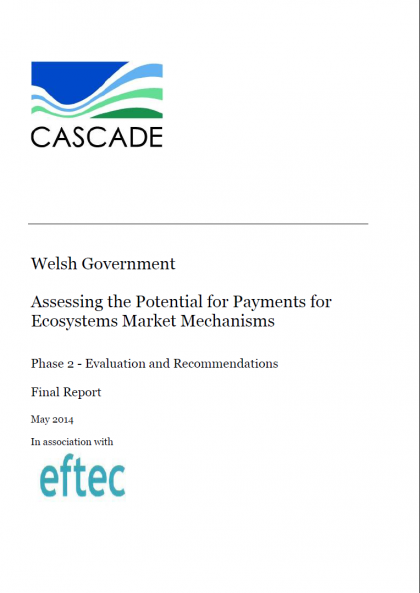 CASCADE
Welsh Government
Assessing the Potential for Payments for
Ecosystems Market Mechanisms
Phase 2 - Evaluation and Recommendations
Final Report
May 2014
In association with
eftec